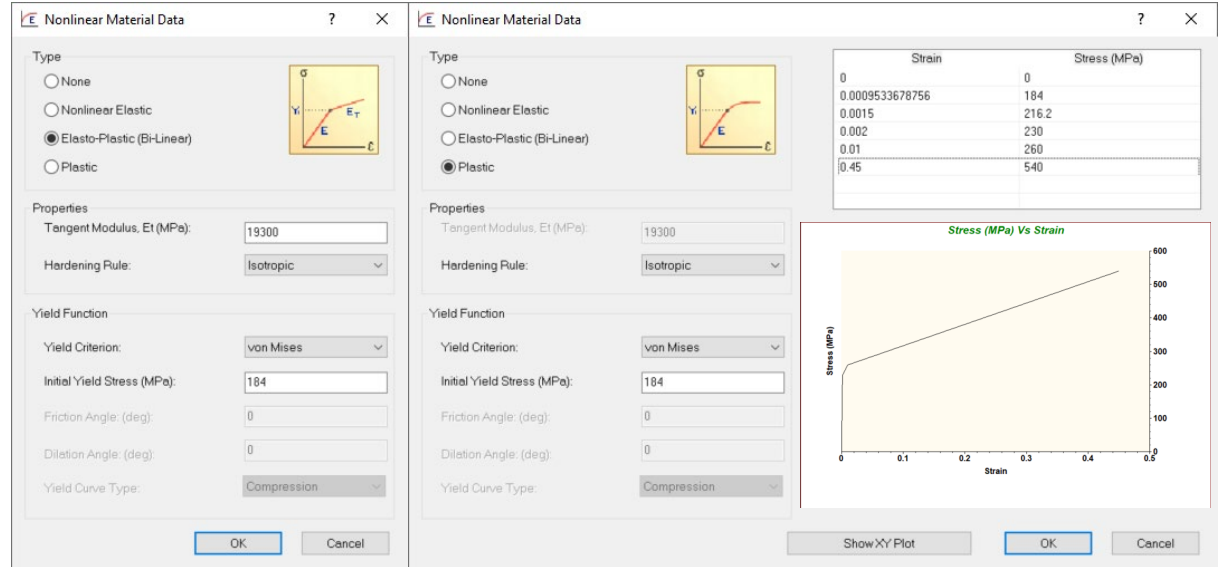 Nonlinear Material Data ? ×
Type
None
Nonlinear Elastic
Elasto-Plastic (Bi-Linear)
Plastic
σ
Yi
E
ET
ε
Properties
Tangent Modulus, Et (MPa): 19300
Hardening Rule: Isotropic
Yield Function
Yield Criterion: von Mises
Initial Yield Stress (MPa): 184
Friction Angle: (deg): 0
Dilation Angle: (deg): 0
Yield Curve Type: Compression
OK Cancel
Nonlinear Material Data ? ×
Type
None
Nonlinear Elastic
Elasto-Plastic (Bi-Linear)
Plastic
σ
Yi
E
ε
Properties
Tangent Modulus, Et (MPa): 19300
Hardening Rule: Isotropic
Yield Function
Yield Criterion: von Mises
Initial Yield Stress (MPa): 184
Friction Angle: (deg): 0
Dilation Angle: (deg): 0
Yield Curve Type: Compression
Strain Stress (MPa)
0 0
0.0009533678756 184
0.0015 216.2
0.002 230
0.01 260
0.45 540
Stress (MPa) Vs Strain
600
500
400
300
200
100
0
Stress (MPa)
0 0.1 0.2 0.3 0.4 0.5
Strain
Show XY Plot OK Cancel